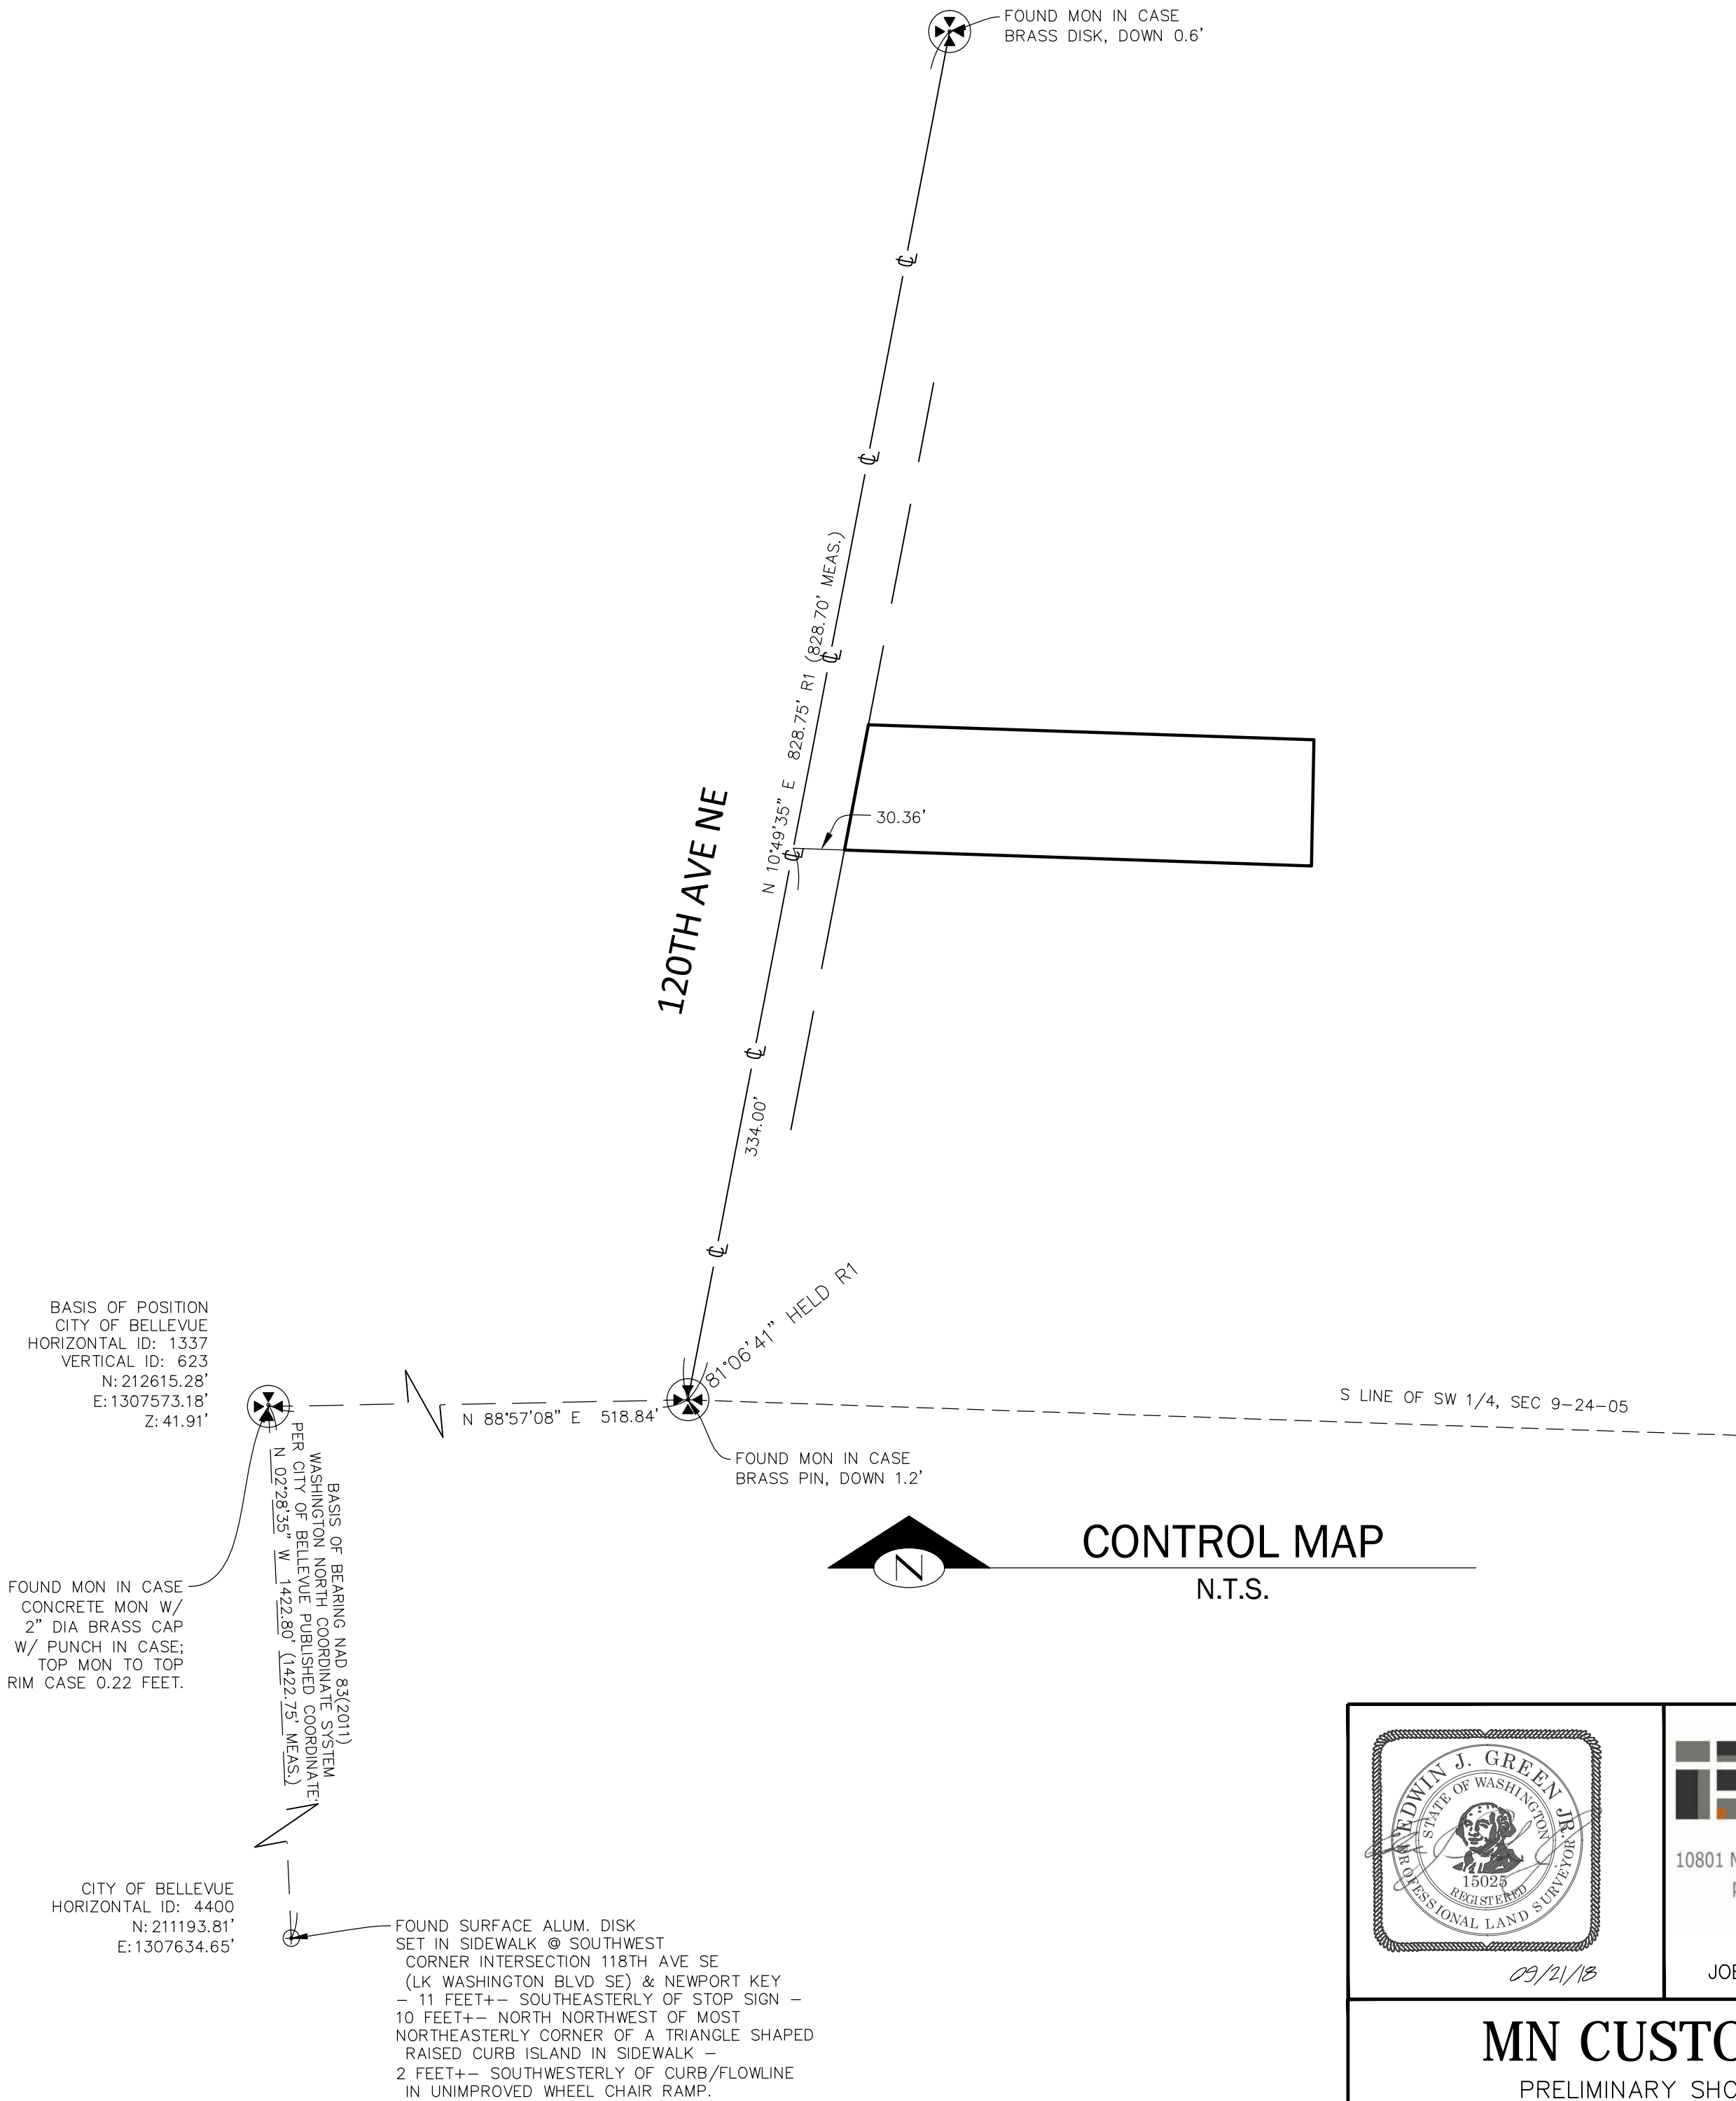 FOUND MON IN CASE
BRASS DISK, DOWN 0.6'
N 10°49'35" E 828.75' R1 (828.70' MEAS.)
30.36'
120TH AVE NE
334.00'
81°06'41" HELD R1
BASIS OF POSITION
CITY OF BELLEVUE
HORIZONTAL ID: 1337
VERTICAL ID: 623
N: 212615.28'
E: 1307573.18'
Z: 41.91'
N 88°57'08" E 518.84'
S LINE OF SW 1/4, SEC 9-24-05
FOUND MON IN CASE
BRASS PIN, DOWN 1.2'
BASIS OF BEARING NAD 83(2011)
WASHINGTON NORTH COORDINATE SYSTEM
PER CITY OF BELLEVUE PUBLISHED COORDINATE
N 02°28'35" W 1422.80' (1422.75' MEAS.)
N
CONTROL MAP
N.T.S.
FOUND MON IN CASE
CONCRETE MON W/
2" DIA BRASS CAP
W/ PUNCH IN CASE;
TOP MON TO TOP
RIM CASE 0.22 FEET.
CITY OF BELLEVUE
HORIZONTAL ID: 4400
N: 211193.81'
E: 1307634.65'
FOUND SURFACE ALUM. DISK
SET IN SIDEWALK @ SOUTHWEST
CORNER INTERSECTION 118TH AVE SE
(LK WASHINGTON BLVD SE) & NEWPORT KEY
- 11 FEET+- SOUTHEASTERLY OF STOP SIGN -
10 FEET+- NORTH NORTHWEST OF MOST
NORTHEASTERLY CORNER OF A TRIANGLE SHAPED
RAISED CURB ISLAND IN SIDEWALK -
2 FEET+- SOUTHWESTERLY OF CURB/FLOWLINE
IN UNIMPROVED WHEEL CHAIR RAMP.
EDWIN J. GREEN JR.
STATE OF WASHINGTON
15025
REGISTERED
PROFESSIONAL LAND SURVEYOR
09/21/18
10801
MN CUSTO
PRELIMINARY SHO